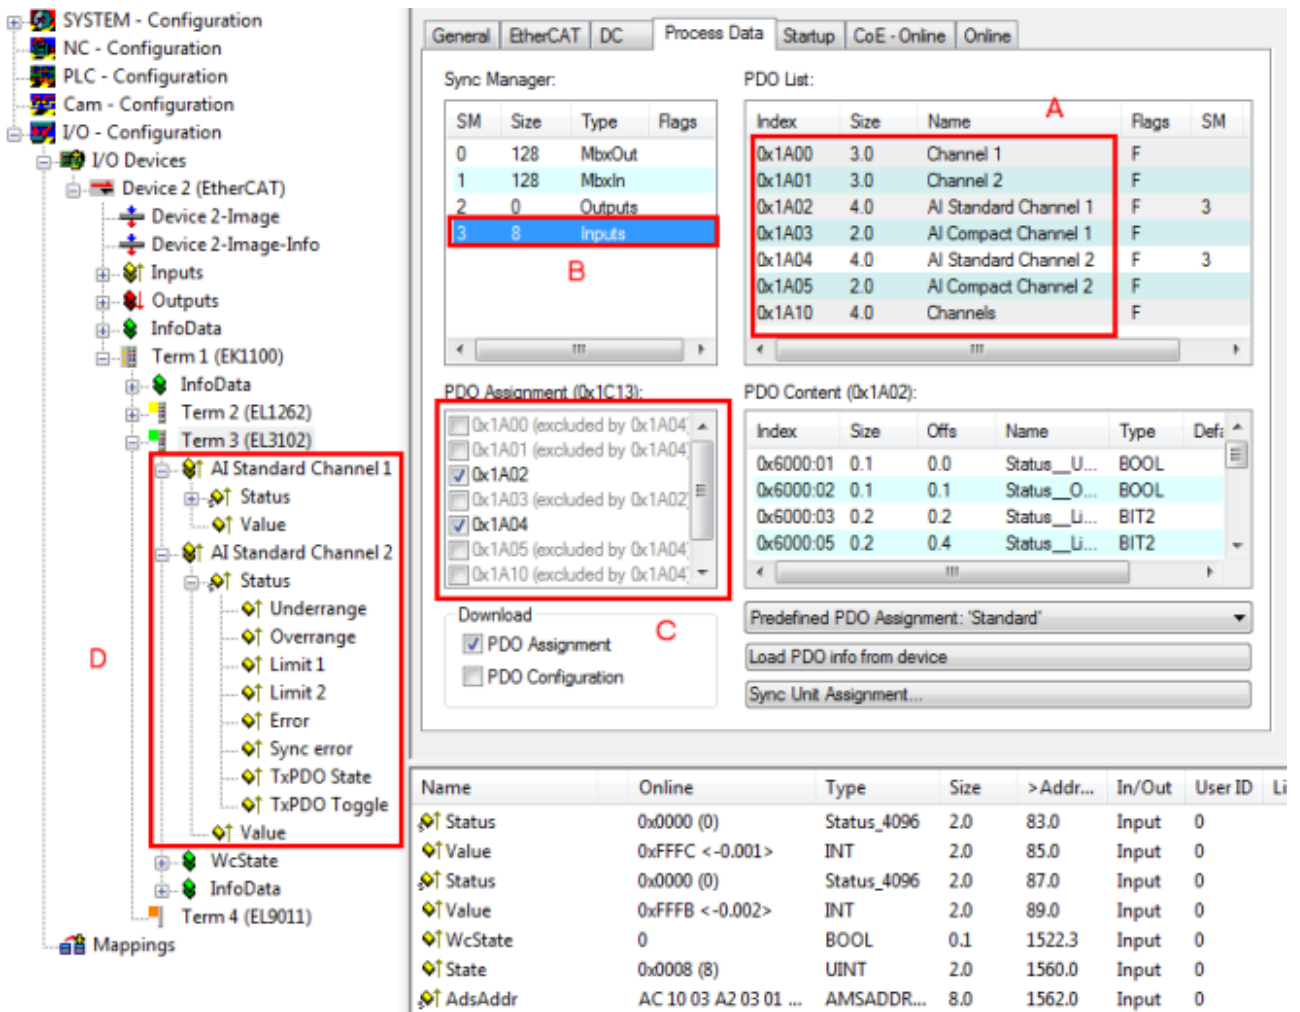 SYSTEM - Configuration
NC - Configuration
PLC - Configuration
Cam - Configuration
I/O - Configuration
I/O Devices
Device 2 (EtherCAT)
Device 2-Image
Device 2-Image-Info
Inputs
Outputs
InfoData
Term 1 (EK1100)
InfoData
Term 2 (EL1262)
Term 3 (EL3102)
AI Standard Channel 1
Status
Value
AI Standard Channel 2
Status
Underrange
Overrange
Limit 1
Limit 2
Error
Sync error
TxPDO State
TxPDO Toggle
Value
WcState
InfoData
Term 4 (EL9011)
Mappings
D
General EtherCAT DC Process Data Startup CoE - Online Online
Sync Manager:
SM Size Type Flags
0 128 MbxOut
1 128 MbxIn
2 0 Outputs
3 8 Inputs
B
PDO List:
A
Index Size Name Flags SM
0x1A00 3.0 Channel 1 F
0x1A01 3.0 Channel 2 F
0x1A02 4.0 AI Standard Channel 1 F 3
0x1A03 2.0 AI Compact Channel 1 F
0x1A04 4.0 AI Standard Channel 2 F 3
0x1A05 2.0 AI Compact Channel 2 F
0x1A10 4.0 Channels F
PDO Assignment (0x1C13):
0x1A00 (excluded by 0x1A04)
0x1A01 (excluded by 0x1A04)
0x1A02
0x1A03 (excluded by 0x1A02)
0x1A04
0x1A05 (excluded by 0x1A04)
0x1A10 (excluded by 0x1A04)
C
PDO Content (0x1A02):
Index Size Offs Name Type Defa
0x6000:01 0.1 0.0 Status__U... BOOL
0x6000:02 0.1 0.1 Status__O... BOOL
0x6000:03 0.2 0.2 Status__Li... BIT2
0x6000:05 0.2 0.4 Status__Li... BIT2
Download
PDO Assignment
PDO Configuration
Predefined PDO Assignment: 'Standard'
Load PDO info from device
Sync Unit Assignment...
Name Online Type Size >Addr... In/Out User ID Li
Status 0x0000 (0) Status_4096 2.0 83.0 Input 0
Value 0xFFFC <-0.001> INT 2.0 85.0 Input 0
Status 0x0000 (0) Status_4096 2.0 87.0 Input 0
Value 0xFFFB <-0.002> INT 2.0 89.0 Input 0
WcState 0 BOOL 0.1 1522.3 Input 0
State 0x0008 (8) UINT 2.0 1560.0 Input 0
AdsAddr AC 10 03 A2 03 01 ... AMSADDR... 8.0 1562.0 Input 0